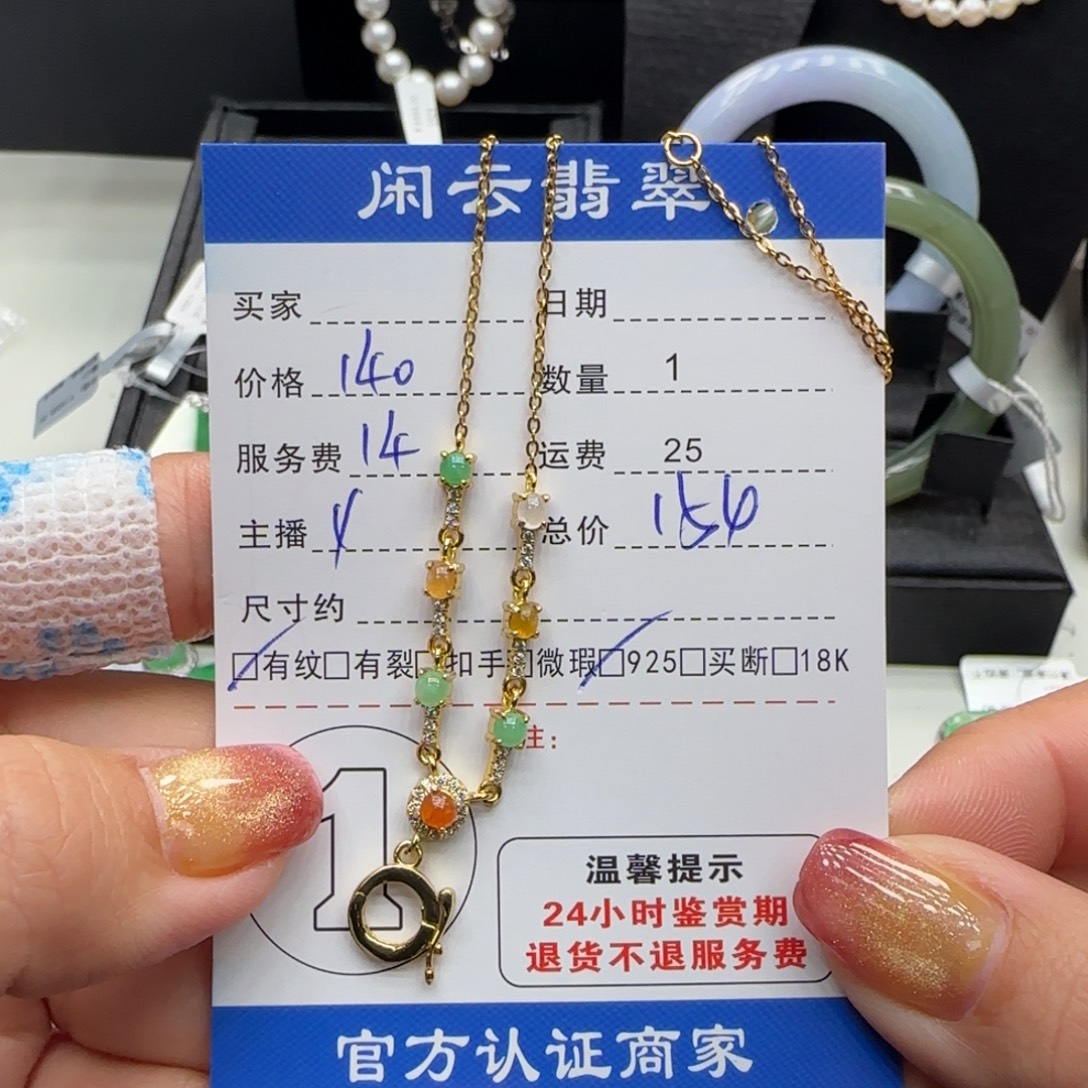 闲云翡翠
买家 日期
价格 140 数量 1
服务费 14 运费 25
主播 总价 154
尺寸约
□有纹□有裂□扣手□微瑕□925□买断□18K
注：
1
温馨提示
24小时鉴赏期
退货不退服务费
官方认证商家